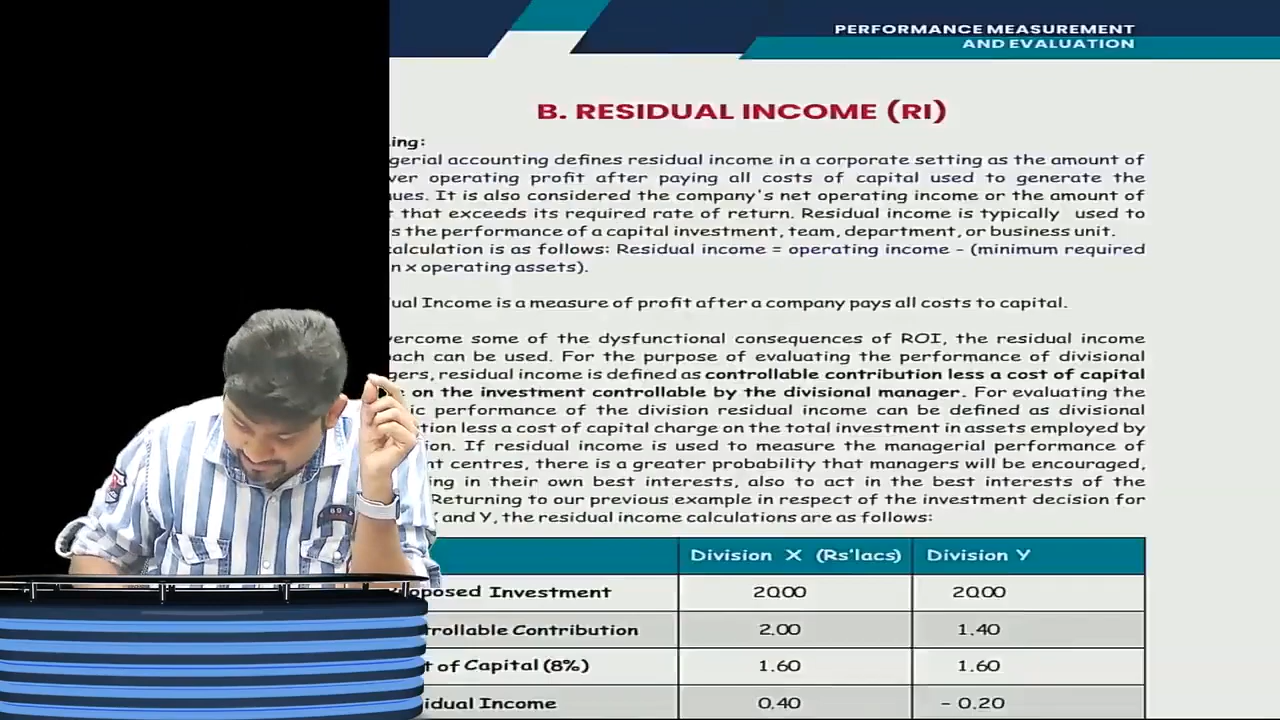 PERFORMANCE MEASUREMENT
AND EVALUATION
B. RESIDUAL INCOME (RI)
ing:
gerial accounting defines residual income in a corporate setting as the amount of
ver operating profit after paying all costs of capital used to generate the
ues. It is also considered the company's net operating income or the amount of
t that exceeds its required rate of return. Residual income is typically used to
s the performance of a capital investment, team, department, or business unit.
alculation is as follows: Residual income = operating income - (minimum required
n x operating assets).
ual Income is a measure of profit after a company pays all costs to capital.
vercome some of the dysfunctional consequences of ROI, the residual income
ach can be used. For the purpose of evaluating the performance of divisional
gers, residual income is defined as controllable contribution less a cost of capital
e on the investment controllable by the divisional manager. For evaluating the
ic performance of the division residual income can be defined as divisional
tion less a cost of capital charge on the total investment in assets employed by
on. If residual income is used to measure the managerial performance of
nt centres, there is a greater probability that managers will be encouraged,
ing in their own best interests, also to act in the best interests of the
Returning to our previous example in respect of the investment decision for
X and Y, the residual income calculations are as follows:
Division X (Rs'lacs) Division Y
oposed Investment 20.00 20.00
trollable Contribution 2.00 1.40
t of Capital (8%) 1.60 1.60
idual Income 0.40 - 0.20